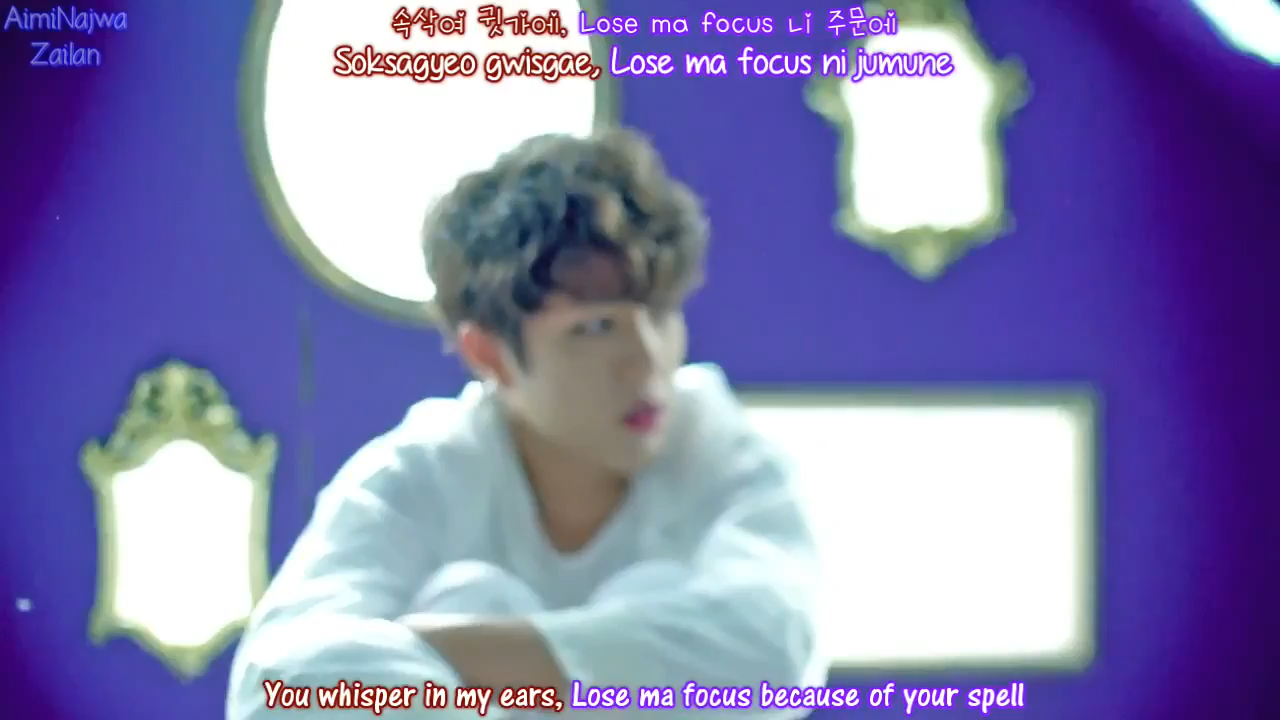 AimiNajwa
Zailan
속삭여 귓가에, Lose ma focus 니 주문에
Soksagyeo gwisgae, Lose ma focus ni jumune
You whisper in my ears, Lose ma focus because of your spell